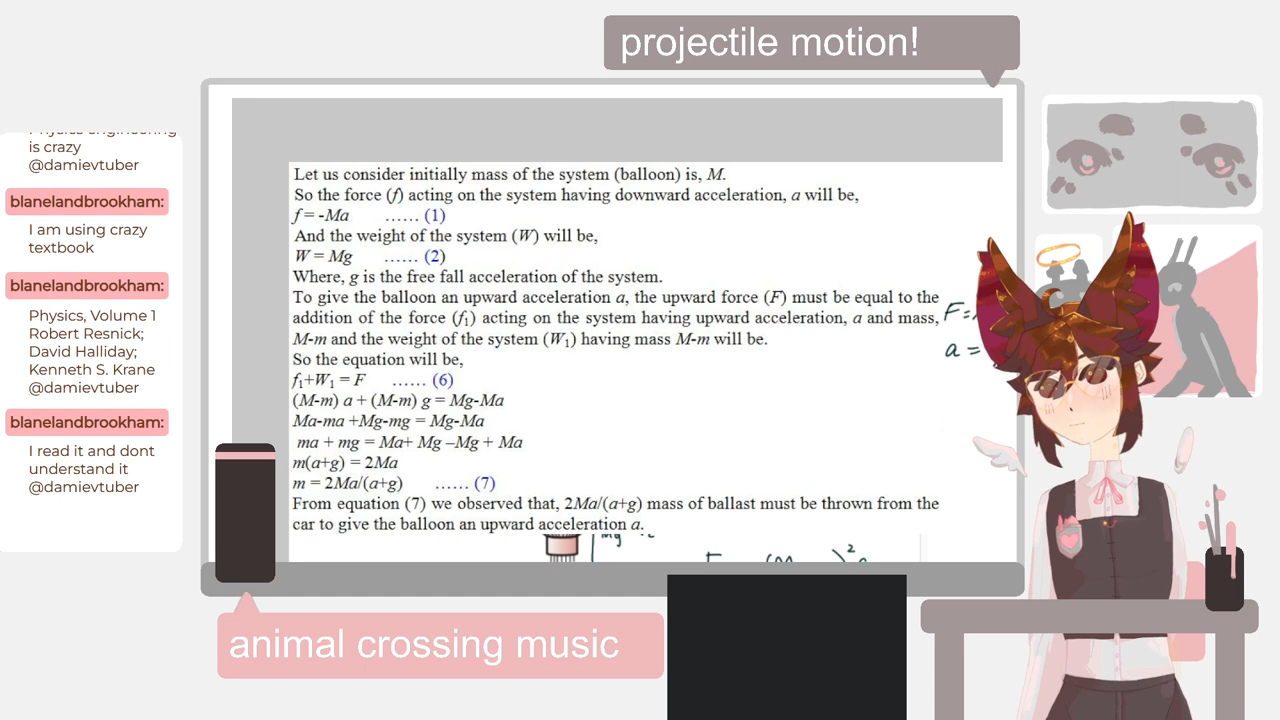 projectile motion!
is crazy
@damievtuber
blanelandbrookham:
I am using crazy
textbook
blanelandbrookham:
Physics, Volume 1
Robert Resnick;
David Halliday;
Kenneth S. Krane
@damievtuber
blanelandbrookham:
I read it and dont
understand it
@damievtuber
Let us consider initially mass of the system (balloon) is, M.
So the force (f) acting on the system having downward acceleration, a will be,
f = -Ma ...... (1)
And the weight of the system (W) will be,
W = Mg ...... (2)
Where, g is the free fall acceleration of the system.
To give the balloon an upward acceleration a, the upward force (F) must be equal to the
addition of the force (f₁) acting on the system having upward acceleration, a and mass,
M-m and the weight of the system (W₁) having mass M-m will be.
So the equation will be,
f₁+W₁ = F ...... (6)
(M-m) a + (M-m) g = Mg-Ma
Ma-ma +Mg-mg = Mg-Ma
ma + mg = Ma+ Mg –Mg + Ma
m(a+g) = 2Ma
m = 2Ma/(a+g) ...... (7)
From equation (7) we observed that, 2Ma/(a+g) mass of ballast must be thrown from the
car to give the balloon an upward acceleration a.
F=
a =
animal crossing music